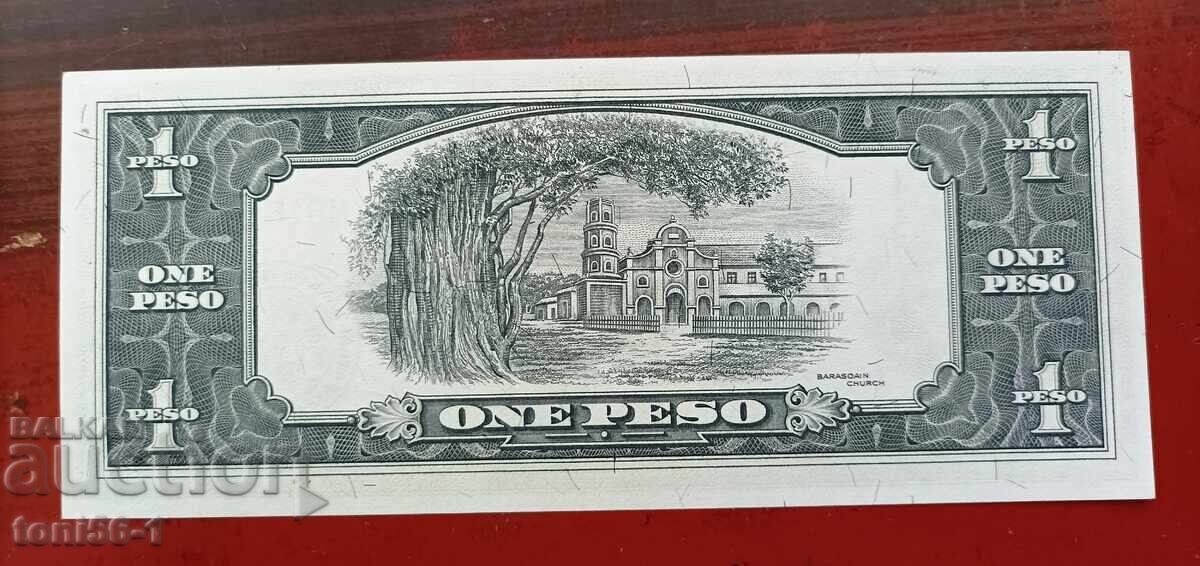 1
PESO
1
PESO
ONE
PESO
ONE
PESO
BARASOAIN
CHURCH
1
PESO
1
PESO
ONE PESO
BALKAN
auction
toni56-1